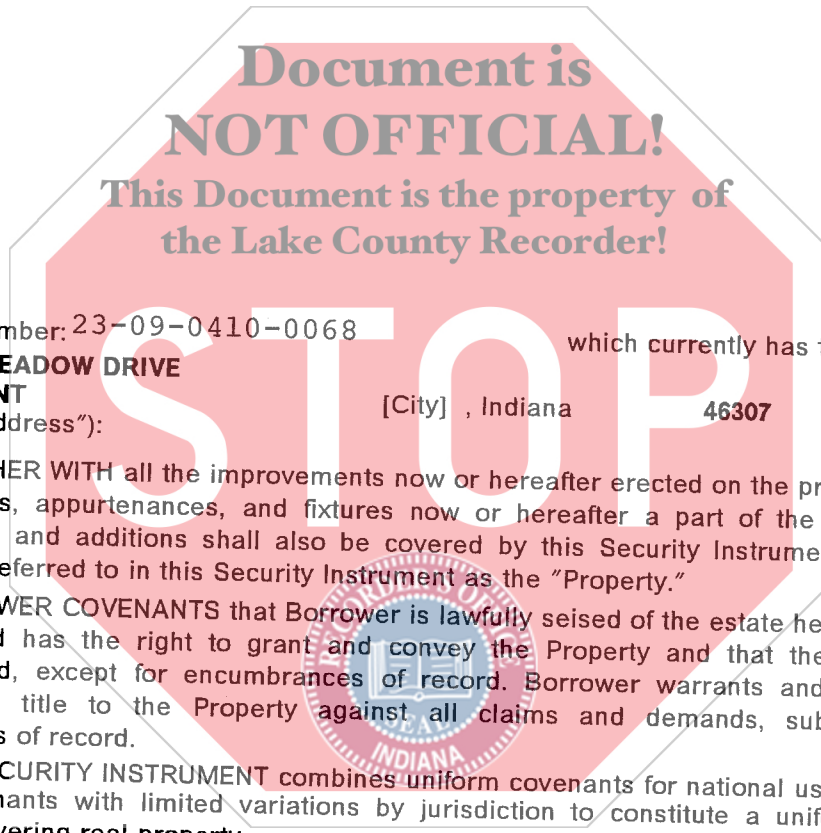 Document is
NOT OFFICIAL!
This Document is the property of
the Lake County Recorder!
STOP
mber: 23-09-0410-0068 which currently has
EADOW DRIVE
NT
[City] , Indiana 46307
ddress"):
HER WITH all the improvements now or hereafter erected on the pr
s, appurtenances, and fixtures now or hereafter a part of the
and additions shall also be covered by this Security Instrume
eferred to in this Security Instrument as the "Property."
WER COVENANTS that Borrower is lawfully seised of the estate he
d has the right to grant and convey the Property and that the
d, except for encumbrances of record. Borrower warrants and
title to the Property against all claims and demands, sub
s of record.
CURITY INSTRUMENT combines uniform covenants for national us
nants with limited variations by jurisdiction to constitute a unif
vering real property
RECORDER'S OFFICE
SEAL
INDIANA